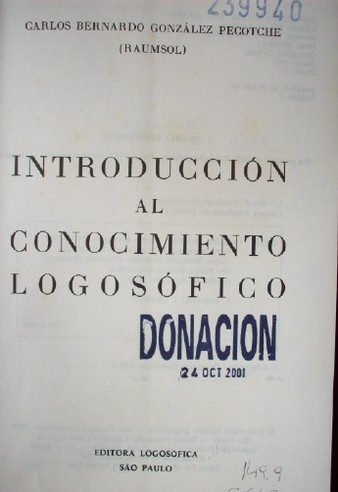 239940
CARLOS BERNARDO GONZÁLEZ PECOTCHE
(RAUMSOL)
INTRODUCCIÓN
AL
CONOCIMIENTO
LOGOSÓFICO
DONACION
24 OCT 2001
EDITORA LOGOSÓFICA
SÃO PAULO
149.9